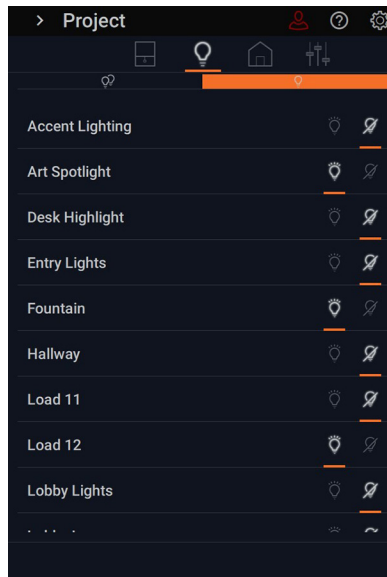 Project
Accent Lighting
Art Spotlight
Desk Highlight
Entry Lights
Fountain
Hallway
Load 11
Load 12
Lobby Lights